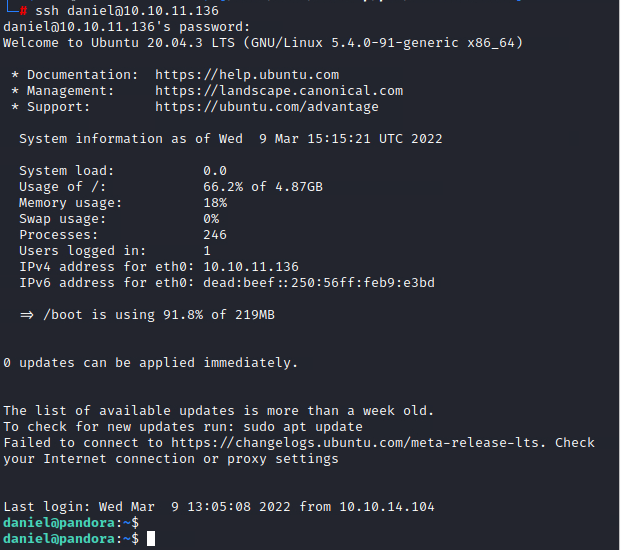 # ssh daniel@10.10.11.136
daniel@10.10.11.136's password:
Welcome to Ubuntu 20.04.3 LTS (GNU/Linux 5.4.0-91-generic x86_64)
* Documentation:  https://help.ubuntu.com
* Management:     https://landscape.canonical.com
* Support:        https://ubuntu.com/advantage
System information as of Wed  9 Mar 15:15:21 UTC 2022
System load:           0.0
Usage of /:            66.2% of 4.87GB
Memory usage:          18%
Swap usage:            0%
Processes:             246
Users logged in:       1
IPv4 address for eth0: 10.10.11.136
IPv6 address for eth0: dead:beef::250:56ff:feb9:e3bd
⇒ /boot is using 91.8% of 219MB
0 updates can be applied immediately.
The list of available updates is more than a week old.
To check for new updates run: sudo apt update
Failed to connect to https://changelogs.ubuntu.com/meta-release-lts. Check
your Internet connection or proxy settings
Last login: Wed Mar  9 13:05:08 2022 from 10.10.14.104
daniel@pandora:~$
daniel@pandora:~$